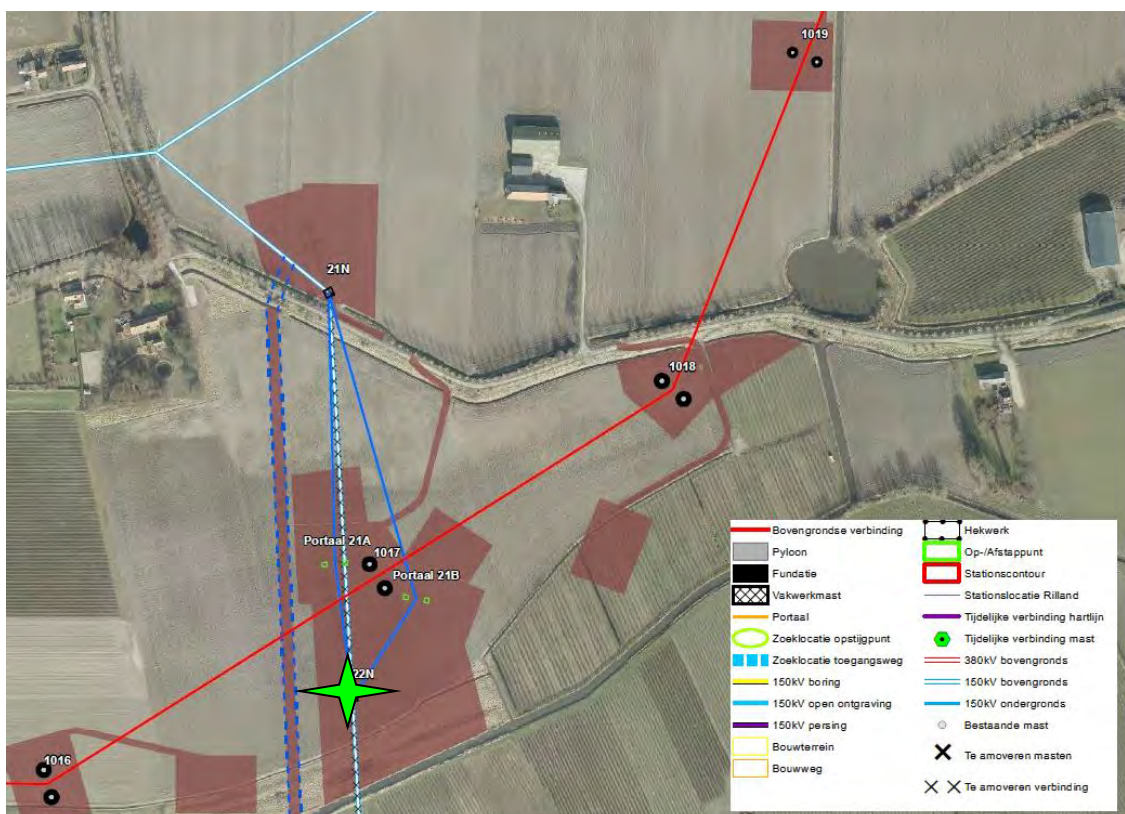 1019
21N
1018
Portaal 21A
1017
Portaal 21B
22N
1016
Bovengrondse verbinding
Pyloon
Fundatie
Vakwerkmast
Portaal
Zoeklocatie opstijgpunt
Zoeklocatie toegangsweg
150kV boring
150kV open ontgraving
150kV persing
Bouwterrein
Bouwweg
Hekwerk
Op-/Afstappunt
Stationscontour
Stationslocatie Rilland
Tijdelijke verbinding hartlijn
Tijdelijke verbinding mast
380kV bovengronds
150kV bovengronds
150kV ondergronds
Bestaande mast
Te amoveren masten
Te amoveren verbinding